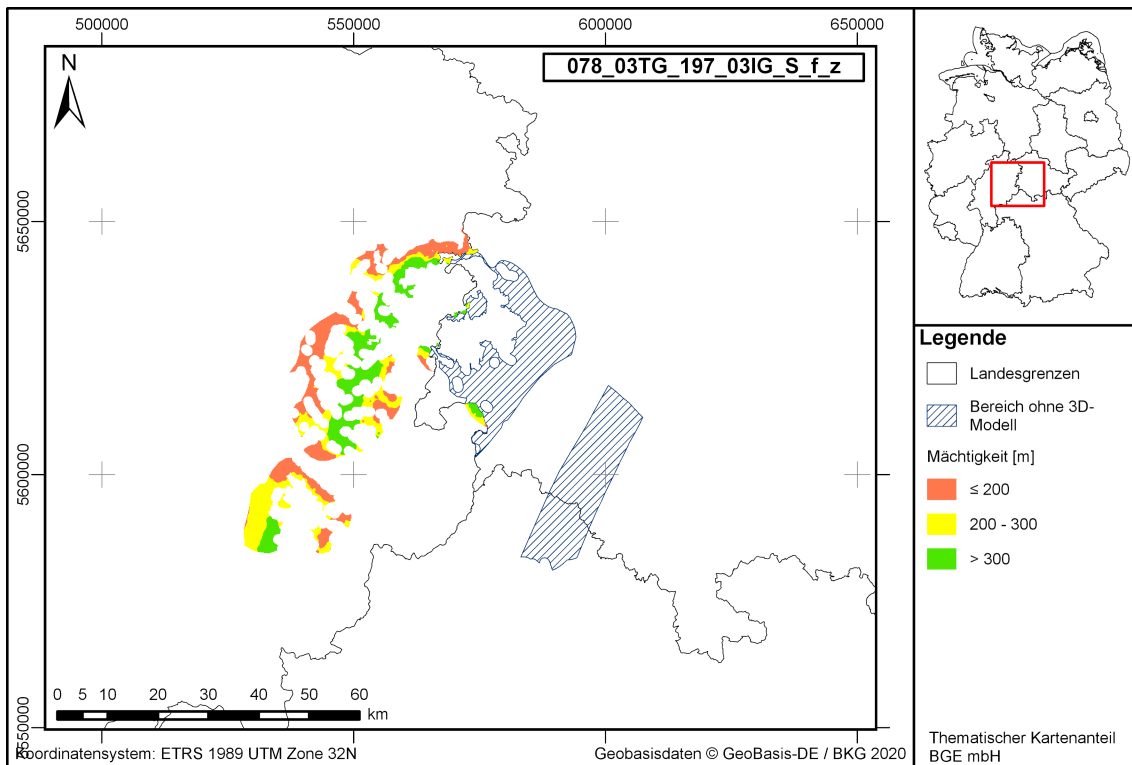 500000 550000 600000 650000
078_03TG_197_03IG_S_f_z
N
5650000
5600000
5550000
0 5 10 20 30 40 50 60
km
Koordinatensystem: ETRS 1989 UTM Zone 32N
Geobasisdaten © GeoBasis-DE / BKG 2020
Legende
Landesgrenzen
Bereich ohne 3D-
Modell
Mächtigkeit [m]
≤ 200
200 - 300
> 300
Thematischer Kartenanteil
BGE mbH